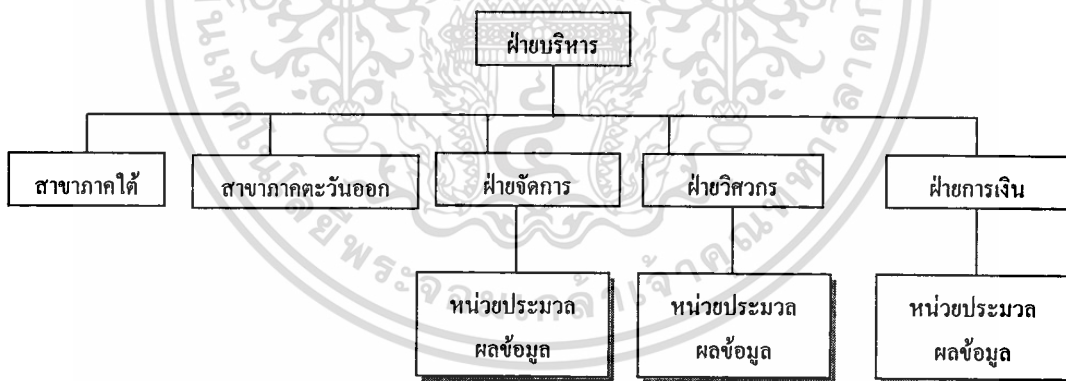 ฝ่ายบริหาร
สาขาภาคใต้
สาขาภาคตะวันออก
ฝ่ายจัดการ
ฝ่ายวิศวกร
ฝ่ายการเงิน
หน่วยประมวล
ผลข้อมูล
หน่วยประมวล
ผลข้อมูล
หน่วยประมวล
ผลข้อมูล